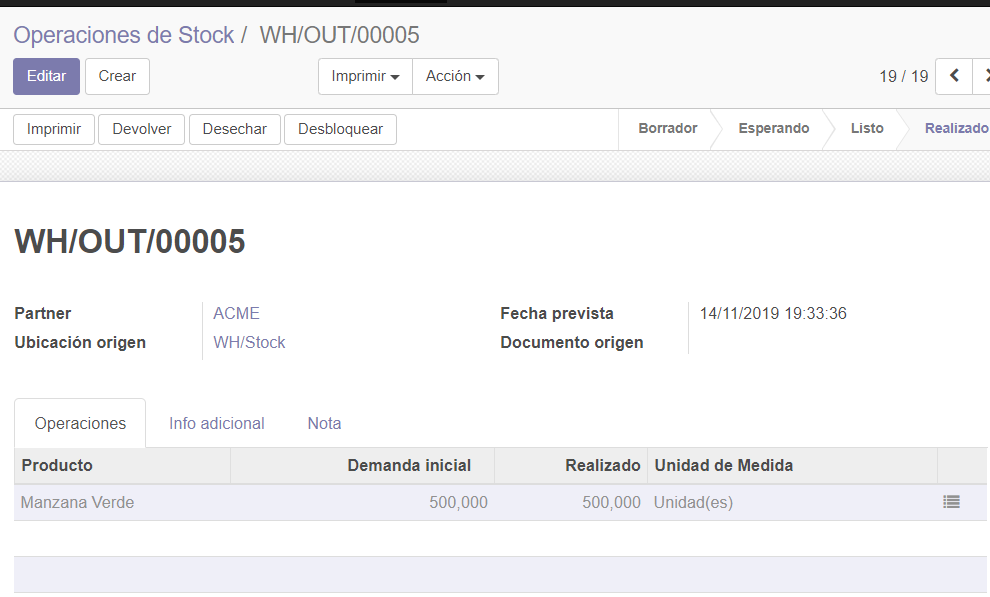 Operaciones de Stock / WH/OUT/00005
Editar Crear Imprimir Acción 19 / 19
Imprimir Devolver Desechar Desbloquear Borrador Esperando Listo Realizado
WH/OUT/00005
Partner ACME Fecha prevista 14/11/2019 19:33:36
Ubicación origen WH/Stock Documento origen
Operaciones Info adicional Nota
Producto Demanda inicial Realizado Unidad de Medida
Manzana Verde 500,000 500,000 Unidad(es)